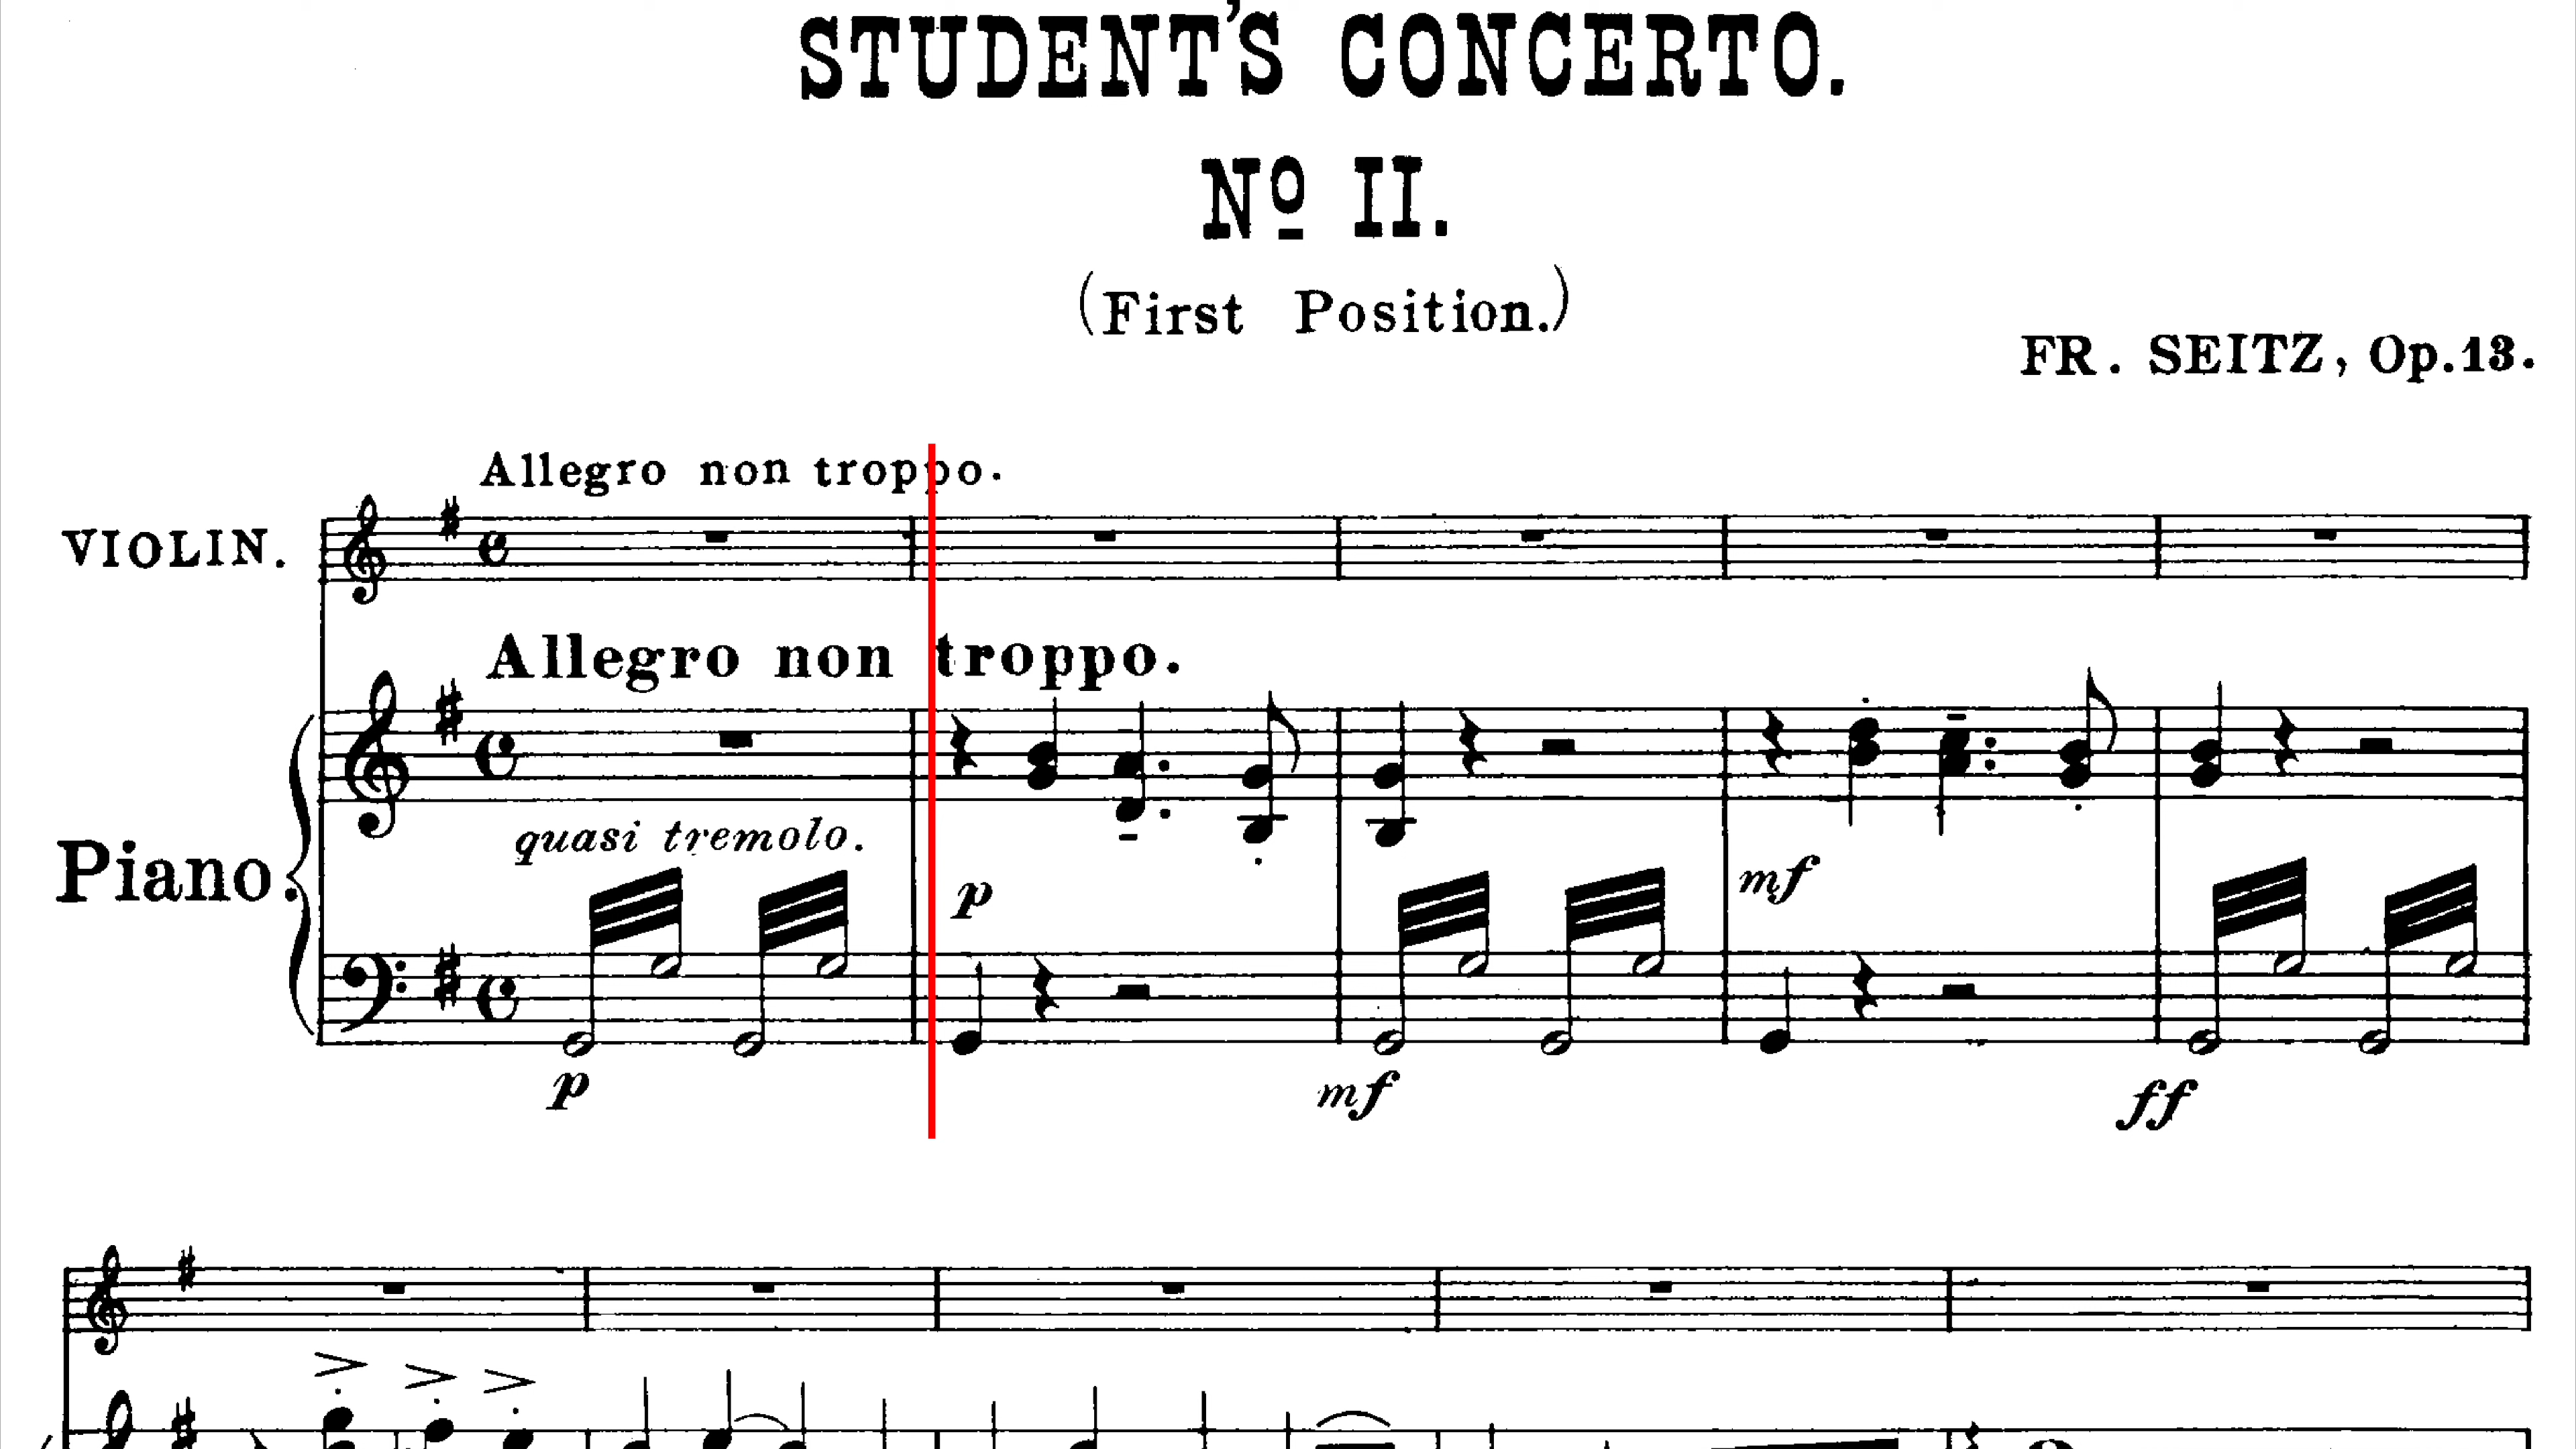 STUDENT'S CONCERTO.
Nº II.
(First Position.)
FR. SEITZ, Op.13.
Allegro non troppo.
VIOLIN.
Allegro non troppo.
quasi tremolo.
Piano.
p mf
p mf ff